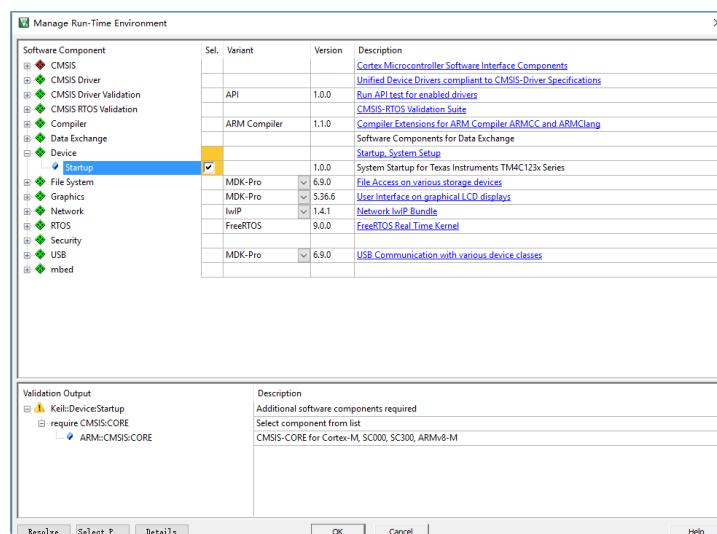 Manage Run-Time Environment
Software Component Sel. Variant Version Description
CMSIS Cortex Microcontroller Software Interface Components
CMSIS Driver Unified Device Drivers compliant to CMSIS-Driver Specifications
CMSIS Driver Validation API 1.0.0 Run API test for enabled drivers
CMSIS RTOS Validation CMSIS-RTOS Validation Suite
Compiler ARM Compiler 1.1.0 Compiler Extensions for ARM Compiler ARMCC and ARMClang
Data Exchange Software Components for Data Exchange
Device Startup, System Setup
Startup 1.0.0 System Startup for Texas Instruments TM4C123x Series
File System MDK-Pro 6.9.0 File Access on various storage devices
Graphics MDK-Pro 5.36.6 User Interface on graphical LCD displays
Network lwIP 1.4.1 Network lwIP Bundle
RTOS FreeRTOS 9.0.0 FreeRTOS Real Time Kernel
Security
USB MDK-Pro 6.9.0 USB Communication with various device classes
mbed
Validation Output Description
Keil::Device:Startup Additional software components required
require CMSIS:CORE Select component from list
ARM::CMSIS:CORE CMSIS-CORE for Cortex-M, SC000, SC300, ARMv8-M
Resolve Select P Details OK Cancel Help